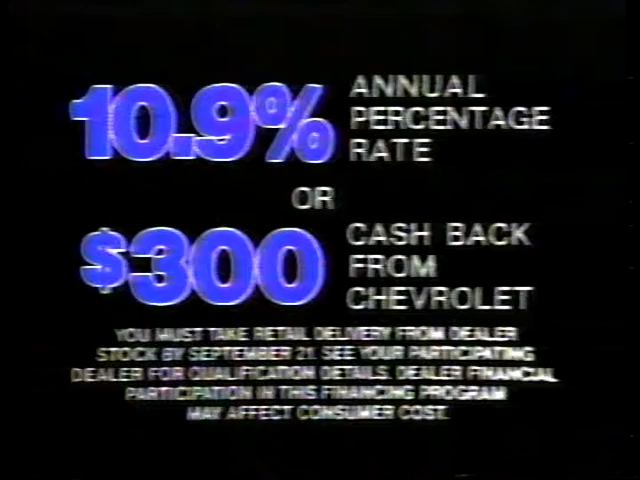 10.9% ANNUAL
PERCENTAGE
RATE
OR
$300 CASH BACK
FROM
CHEVROLET
YOU MUST TAKE RETAIL DELIVERY FROM DEALER
STOCK BY SEPTEMBER 21. SEE YOUR PARTICIPATING
DEALER FOR QUALIFICATION DETAILS. DEALER FINANCIAL
PARTICIPATION IN THIS FINANCING PROGRAM
MAY AFFECT CONSUMER COST.